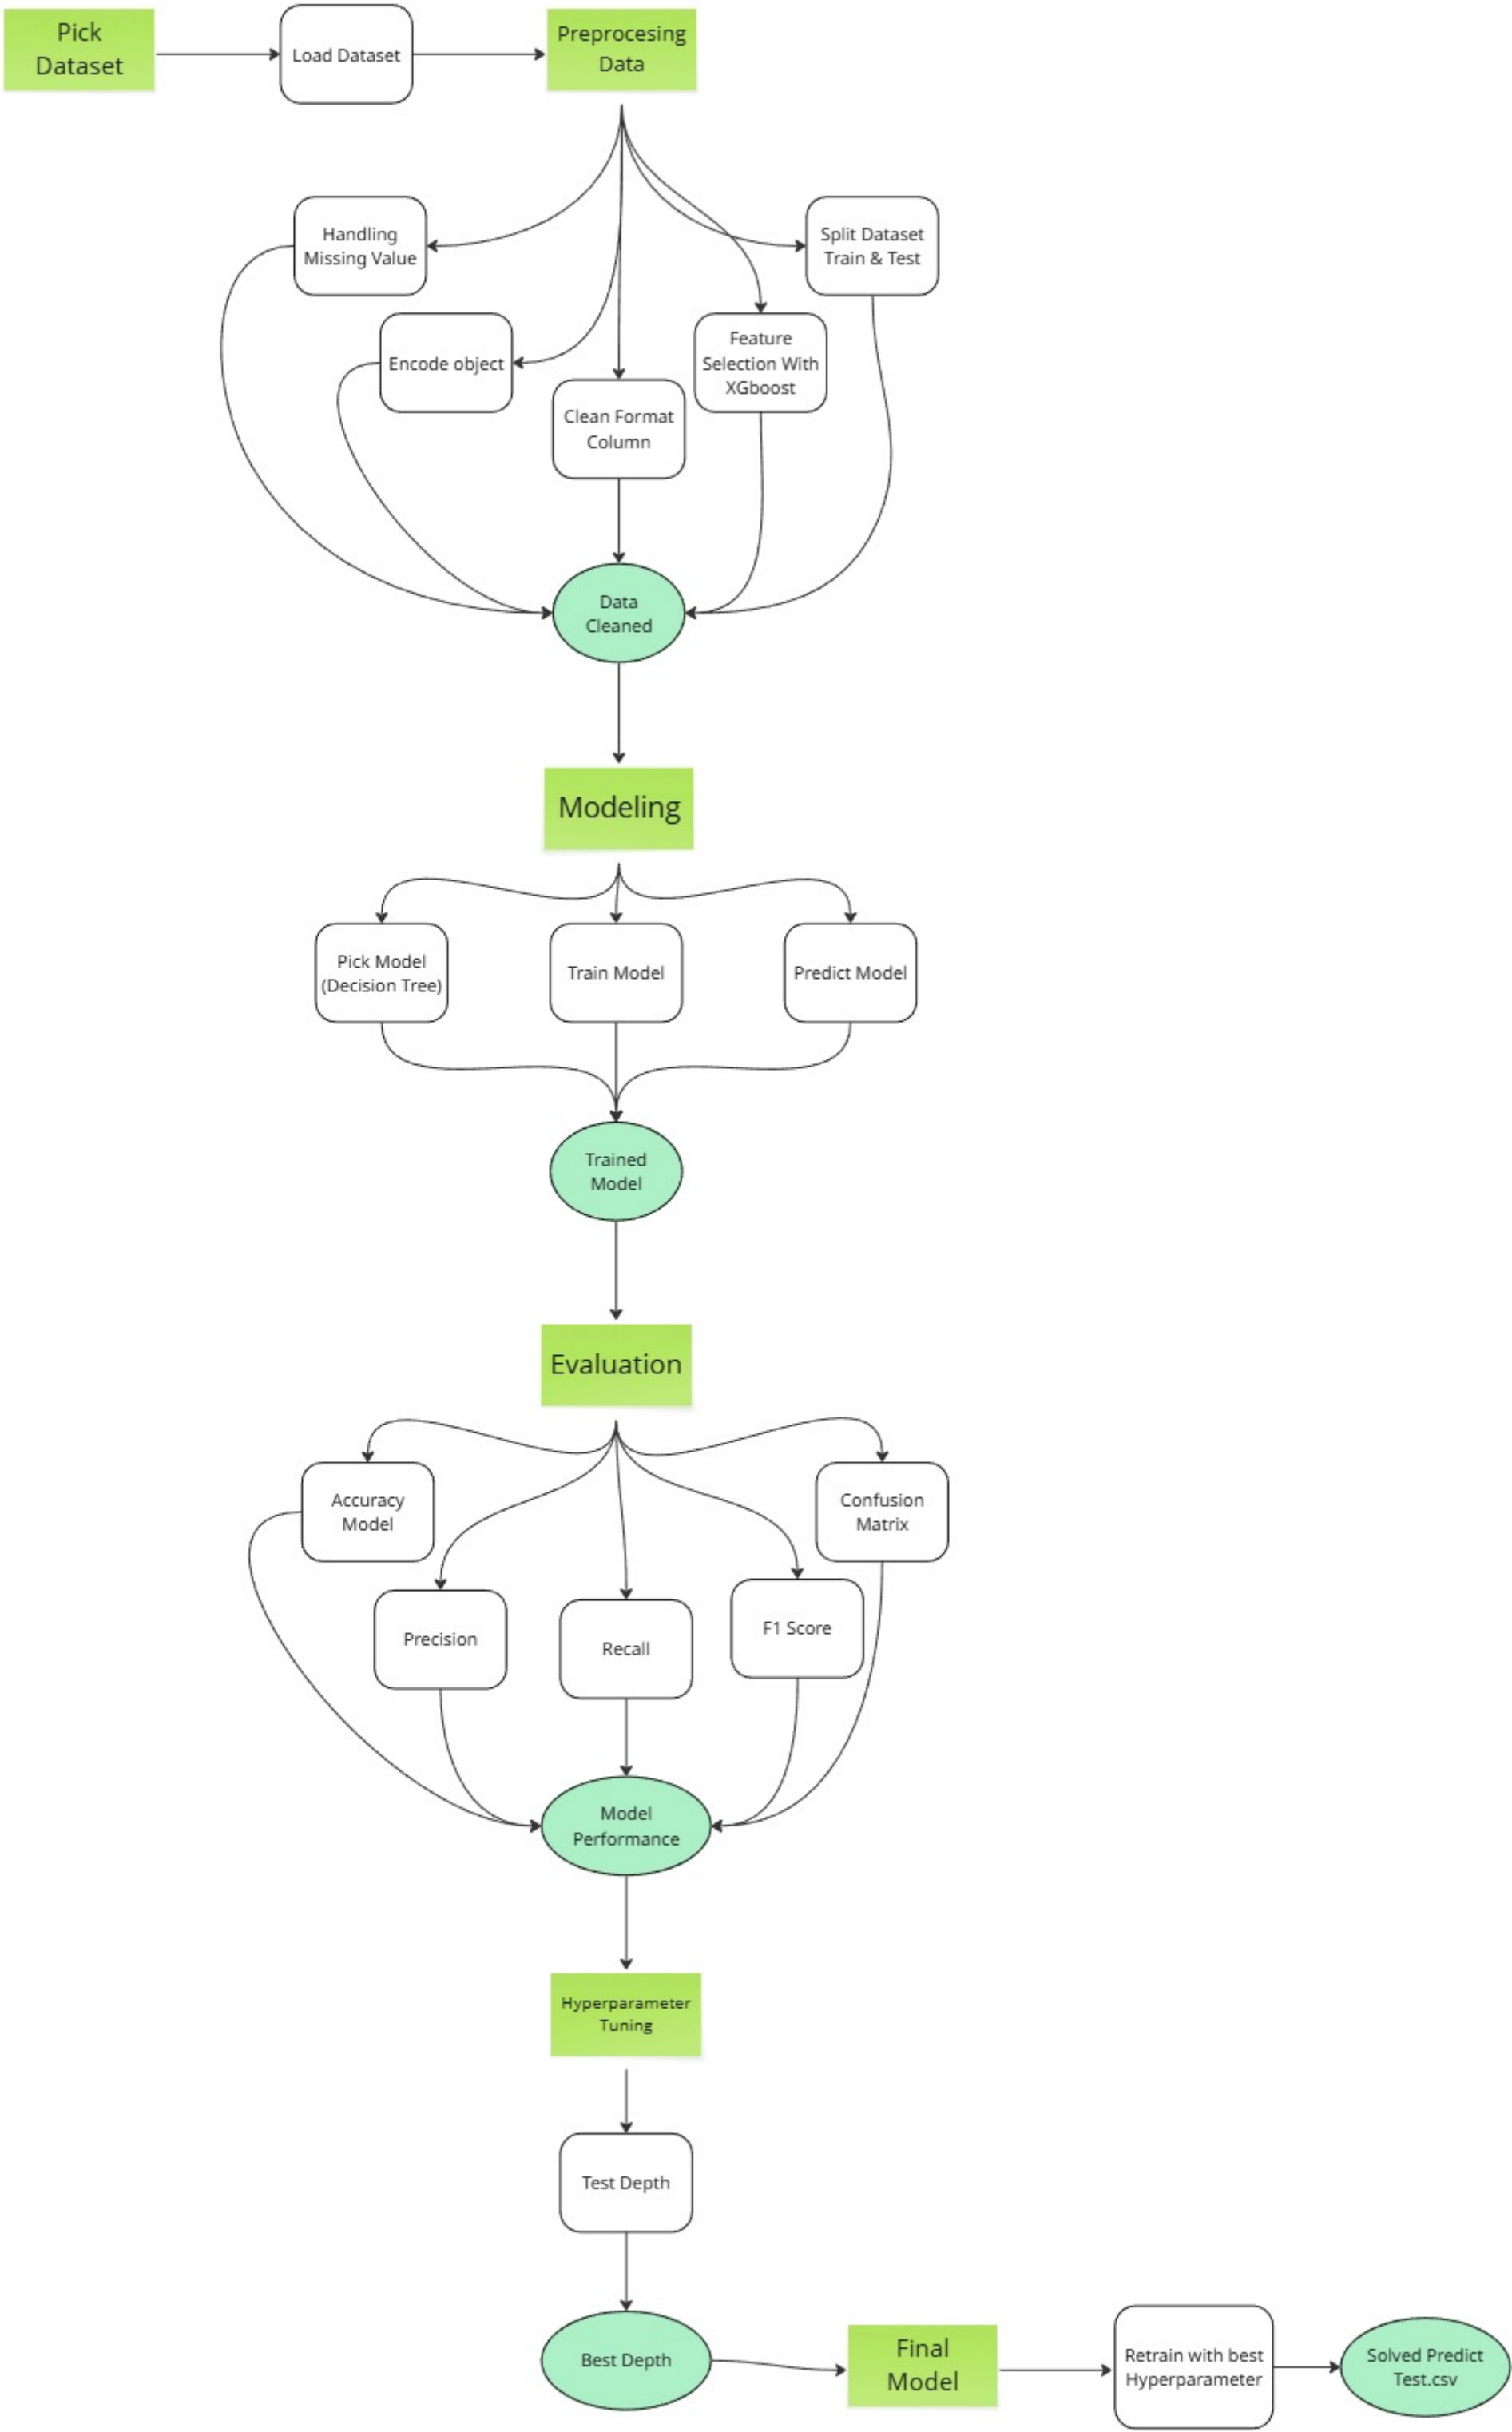 Pick
Dataset
Load Dataset
Preprocesing
Data
Handling
Missing Value
Split Dataset
Train & Test
Encode object
Feature
Selection With
XGboost
Clean Format
Column
Data
Cleaned
Modeling
Pick Model
(Decision Tree)
Train Model
Predict Model
Trained
Model
Evaluation
Accuracy
Model
Confusion
Matrix
Precision
Recall
F1 Score
Model
Performance
Hyperparameter
Tuning
Test Depth
Best Depth
Final
Model
Retrain with best
Hyperparameter
Solved Predict
Test.csv